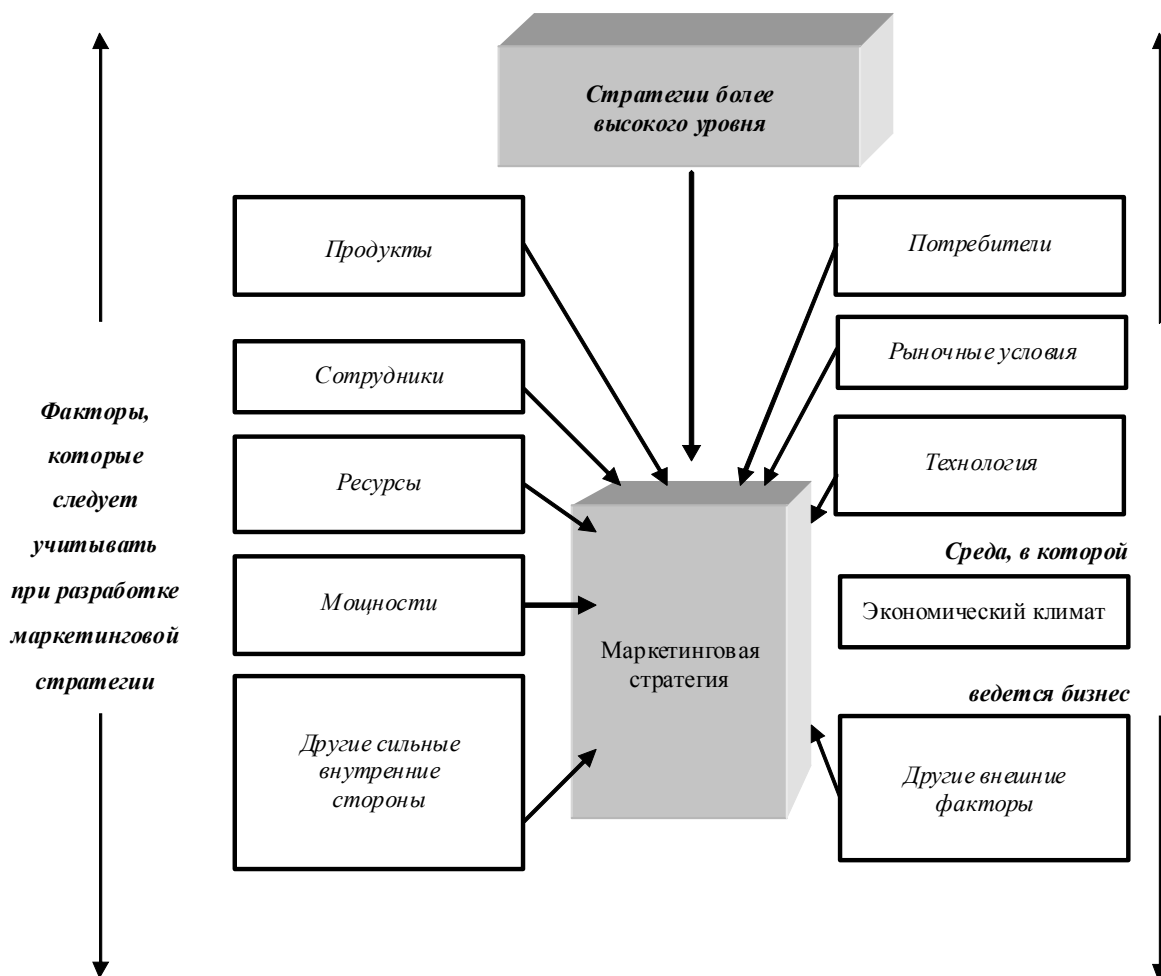 Стратегии более
высокого уровня
Продукты
Потребители
Сотрудники
Рыночные условия
Факторы,
которые
следует
учитывать
при разработке
маркетинговой
стратегии
Ресурсы
Технология
Мощности
Среда, в которой
Экономический климат
ведется бизнес
Маркетинговая
стратегия
Другие сильные
внутренние
стороны
Другие внешние
факторы